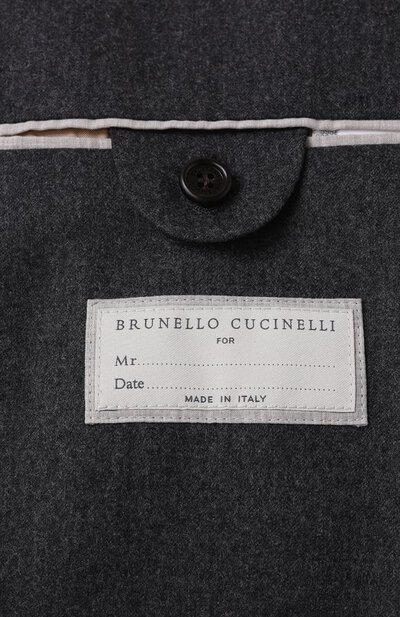 BRUNELLO CUCINELLI
FOR
Mr.
Date
MADE IN ITALY